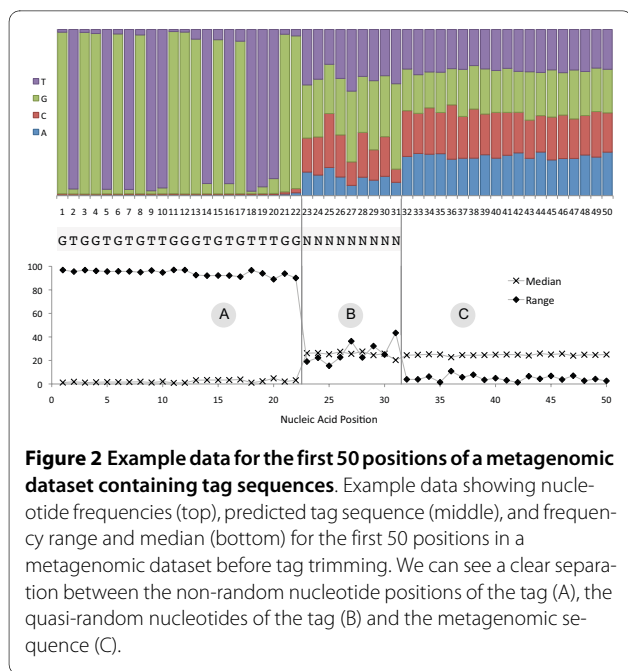 T
G
C
A
1 2 3 4 5 6 7 8 9 10 11 12 13 14 15 16 17 18 19 20 21 22 23 24 25 26 27 28 29 30 31 32 33 34 35 36 37 38 39 40 41 42 43 44 45 46 47 48 49 50
G T G G T G T G T T G G G T G T G T T T G G N N N N N N N N N
100
80
60
40
20
0
Median
Range
A
B
C
0 5 10 15 20 25 30 35 40 45 50
Nucleic Acid Position
Figure 2 Example data for the first 50 positions of a metagenomic
dataset containing tag sequences. Example data showing nucle-
otide frequencies (top), predicted tag sequence (middle), and frequen-
cy range and median (bottom) for the first 50 positions in a
metagenomic dataset before tag trimming. We can see a clear separa-
tion between the non-random nucleotide positions of the tag (A), the
quasi-random nucleotides of the tag (B) and the metagenomic se-
quence (C).